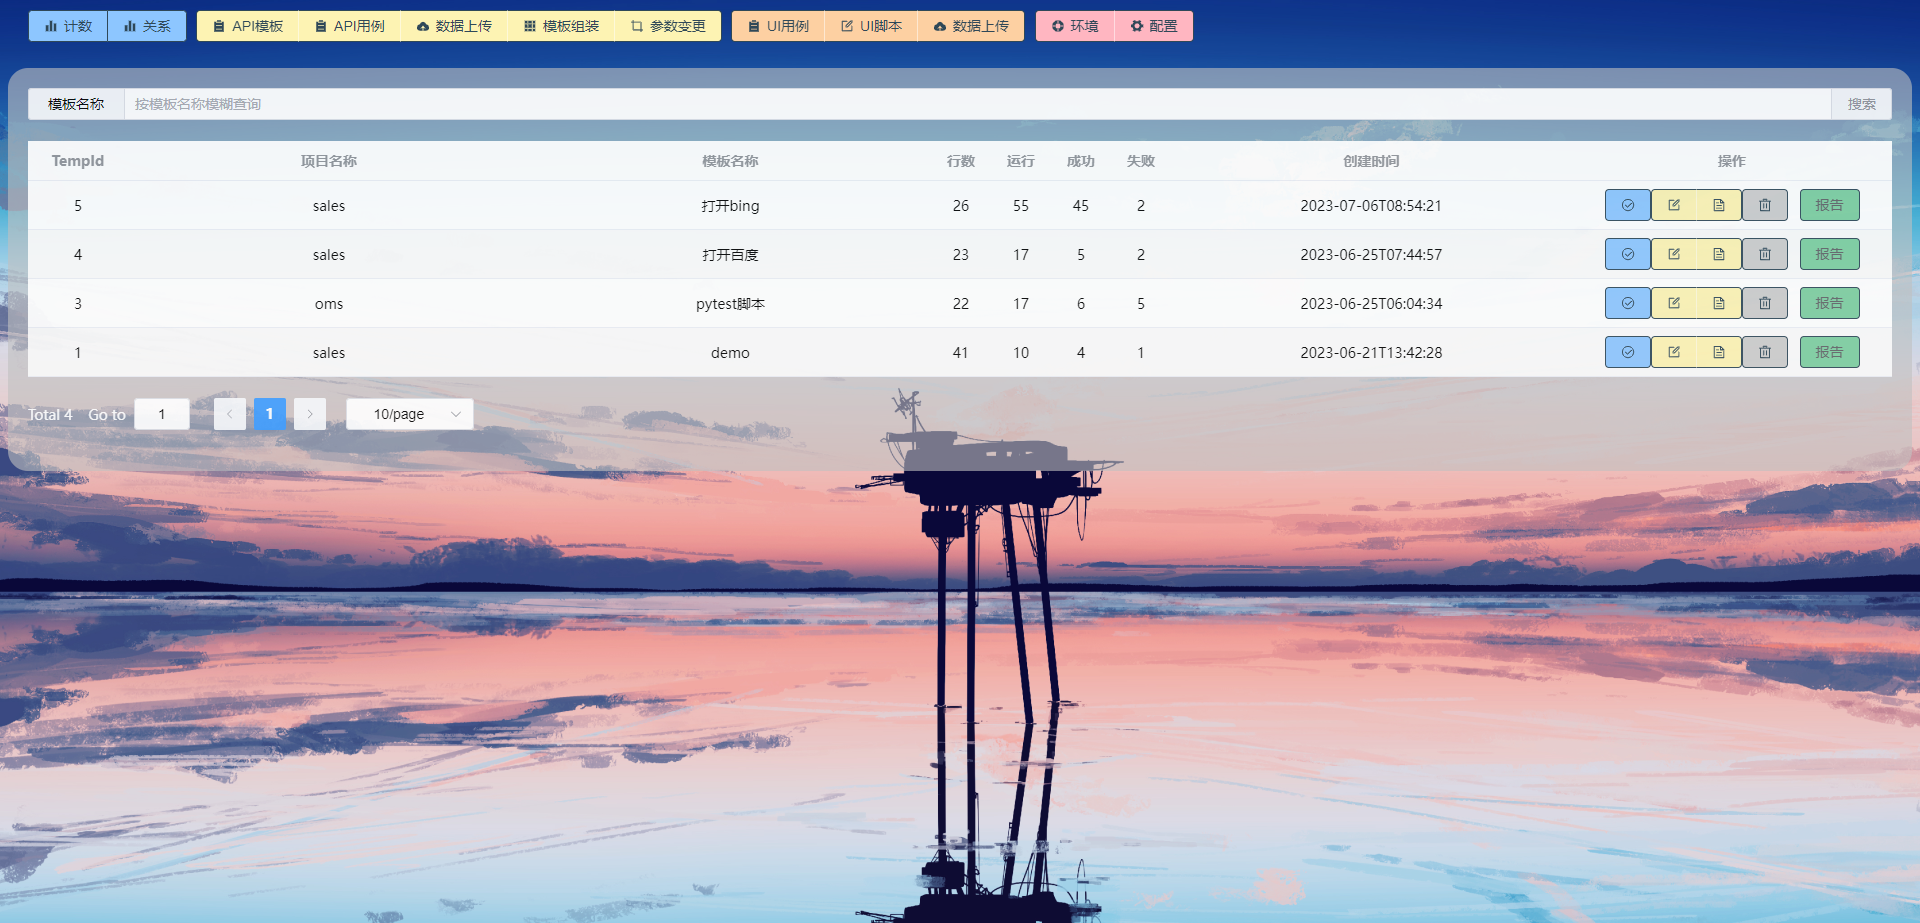 计数 关系 API模板 API用例 数据上传 模板组装 参数变更 UI用例 UI脚本 数据上传 环境 配置
模板名称 按模板名称模糊查询 搜索
TempId 项目名称 模板名称 行数 运行 成功 失败 创建时间 操作
5 sales 打开bing 26 55 45 2 2023-07-06T08:54:21 报告
4 sales 打开百度 23 17 5 2 2023-06-25T07:44:57 报告
3 oms pytest脚本 22 17 6 5 2023-06-25T06:04:34 报告
1 sales demo 41 10 4 1 2023-06-21T13:42:28 报告
Total 4 Go to 1 1 10/page